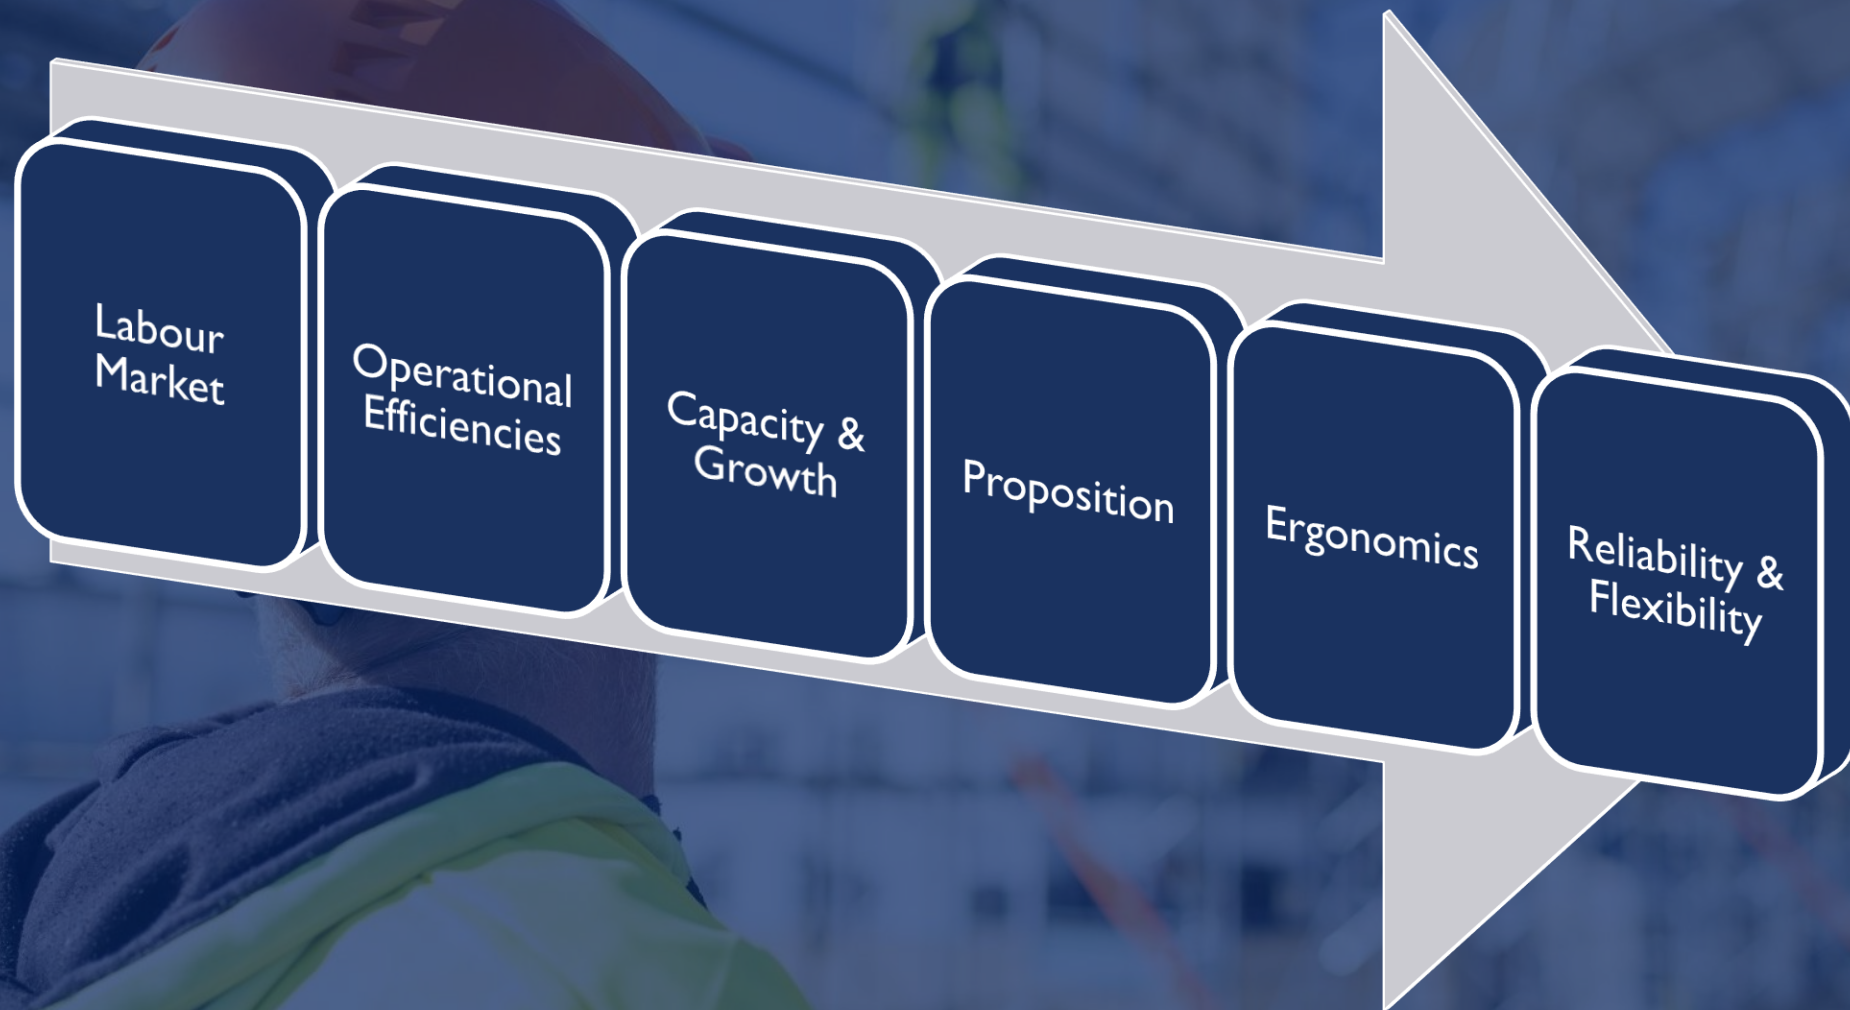 Labour
Market
Operational
Efficiencies
Capacity &
Growth
Proposition
Ergonomics
Reliability &
Flexibility